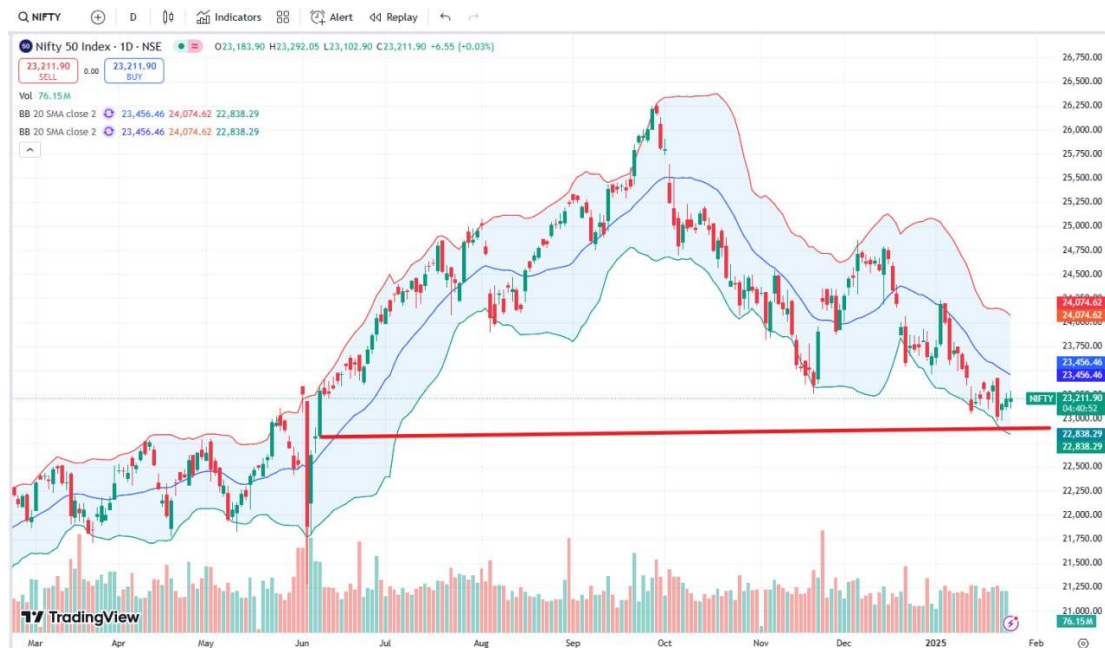 NIFTY D Indicators Alert Replay
50 Nifty 50 Index · 1D · NSE O23,183.90 H23,292.05 L23,102.90 C23,211.90 +6.55 (+0.03%)
23,211.90 0.00 23,211.90
SELL BUY
Vol 76.15M
BB 20 SMA close 2 23,456.46 24,074.62 22,838.29
BB 20 SMA close 2 23,456.46 24,074.62 22,838.29
26,750.00
26,500.00
26,250.00
26,000.00
25,750.00
25,500.00
25,250.00
25,000.00
24,750.00
24,500.00
24,074.62
24,074.62
24,000.00
23,750.00
23,456.46
23,456.46
NIFTY 23,211.90
04:40:52
23,000.00
22,838.29
22,838.29
22,500.00
22,250.00
22,000.00
21,750.00
21,500.00
21,250.00
21,000.00
76.15M
TradingView
Mar Apr May Jun Jul Aug Sep Oct Nov Dec 2025 Feb